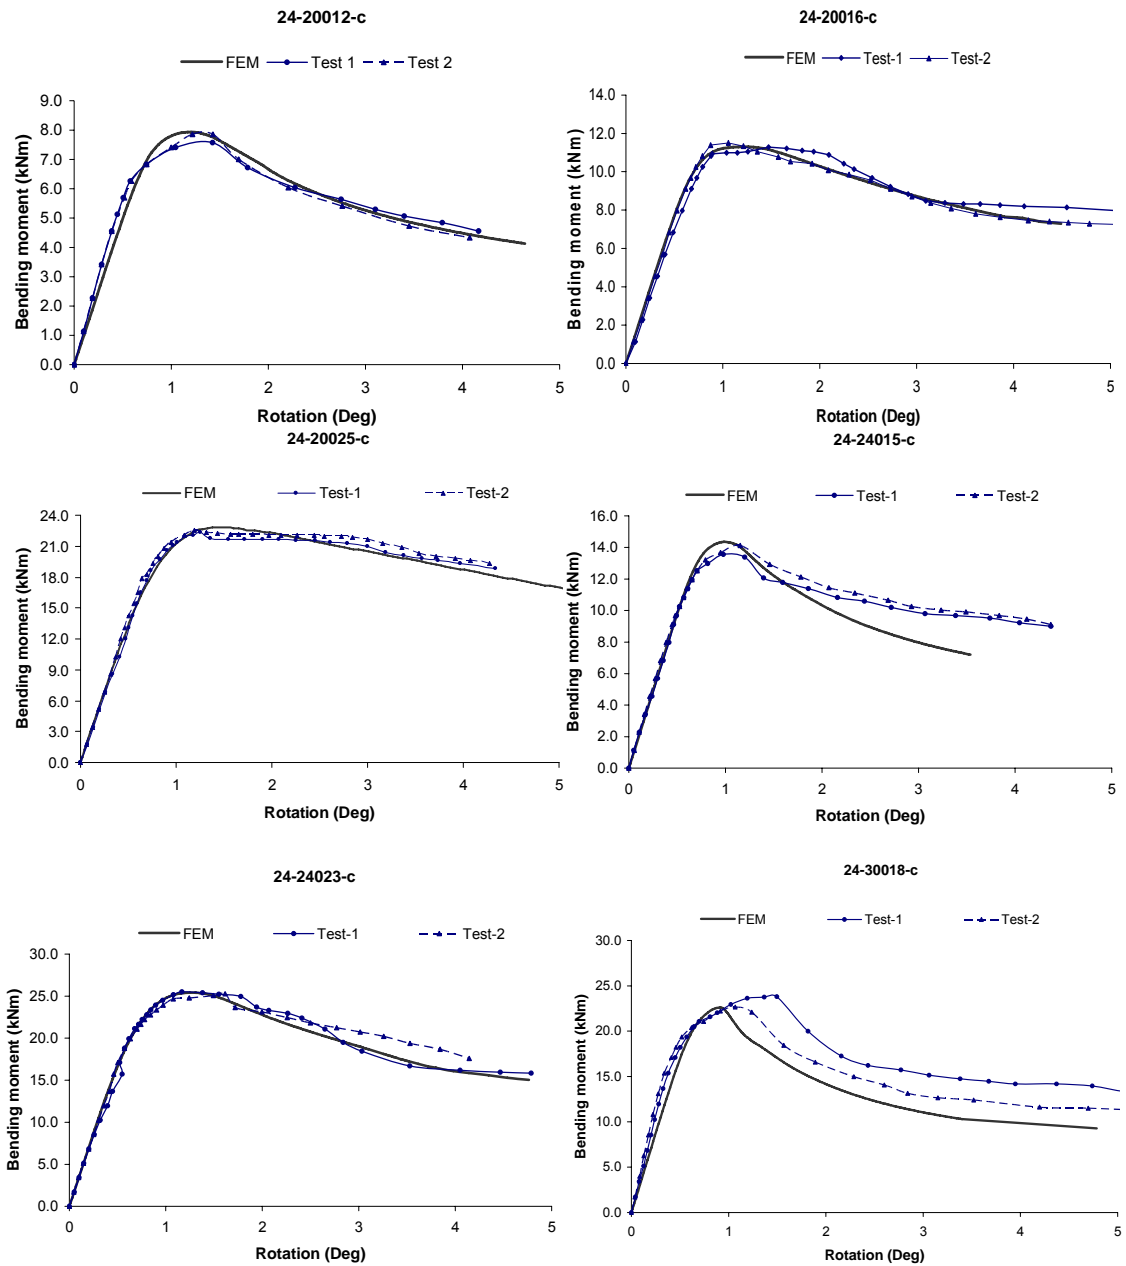 24-20012-c
FEM Test 1 Test 2
Bending moment (kNm)
9.0
8.0
7.0
6.0
5.0
4.0
3.0
2.0
1.0
0.0
0 1 2 3 4 5
Rotation (Deg)
24-20016-c
FEM Test-1 Test-2
Bending moment (kNm)
14.0
12.0
10.0
8.0
6.0
4.0
2.0
0.0
0 1 2 3 4 5
Rotation (Deg)
24-20025-c
FEM Test-1 Test-2
Bending moment (kNm)
24.0
21.0
18.0
15.0
12.0
9.0
6.0
3.0
0.0
0 1 2 3 4 5
Rotation (Deg)
24-24015-c
FEM Test-1 Test-2
Bending moment (kNm)
16.0
14.0
12.0
10.0
8.0
6.0
4.0
2.0
0.0
0 1 2 3 4 5
Rotation (Deg)
24-24023-c
FEM Test-1 Test-2
Bending moment (kNm)
30.0
25.0
20.0
15.0
10.0
5.0
0.0
0 1 2 3 4 5
Rotation (Deg)
24-30018-c
FEM Test-1 Test-2
Bending moment (kNm)
30.0
25.0
20.0
15.0
10.0
5.0
0.0
0 1 2 3 4 5
Rotation (Deg)